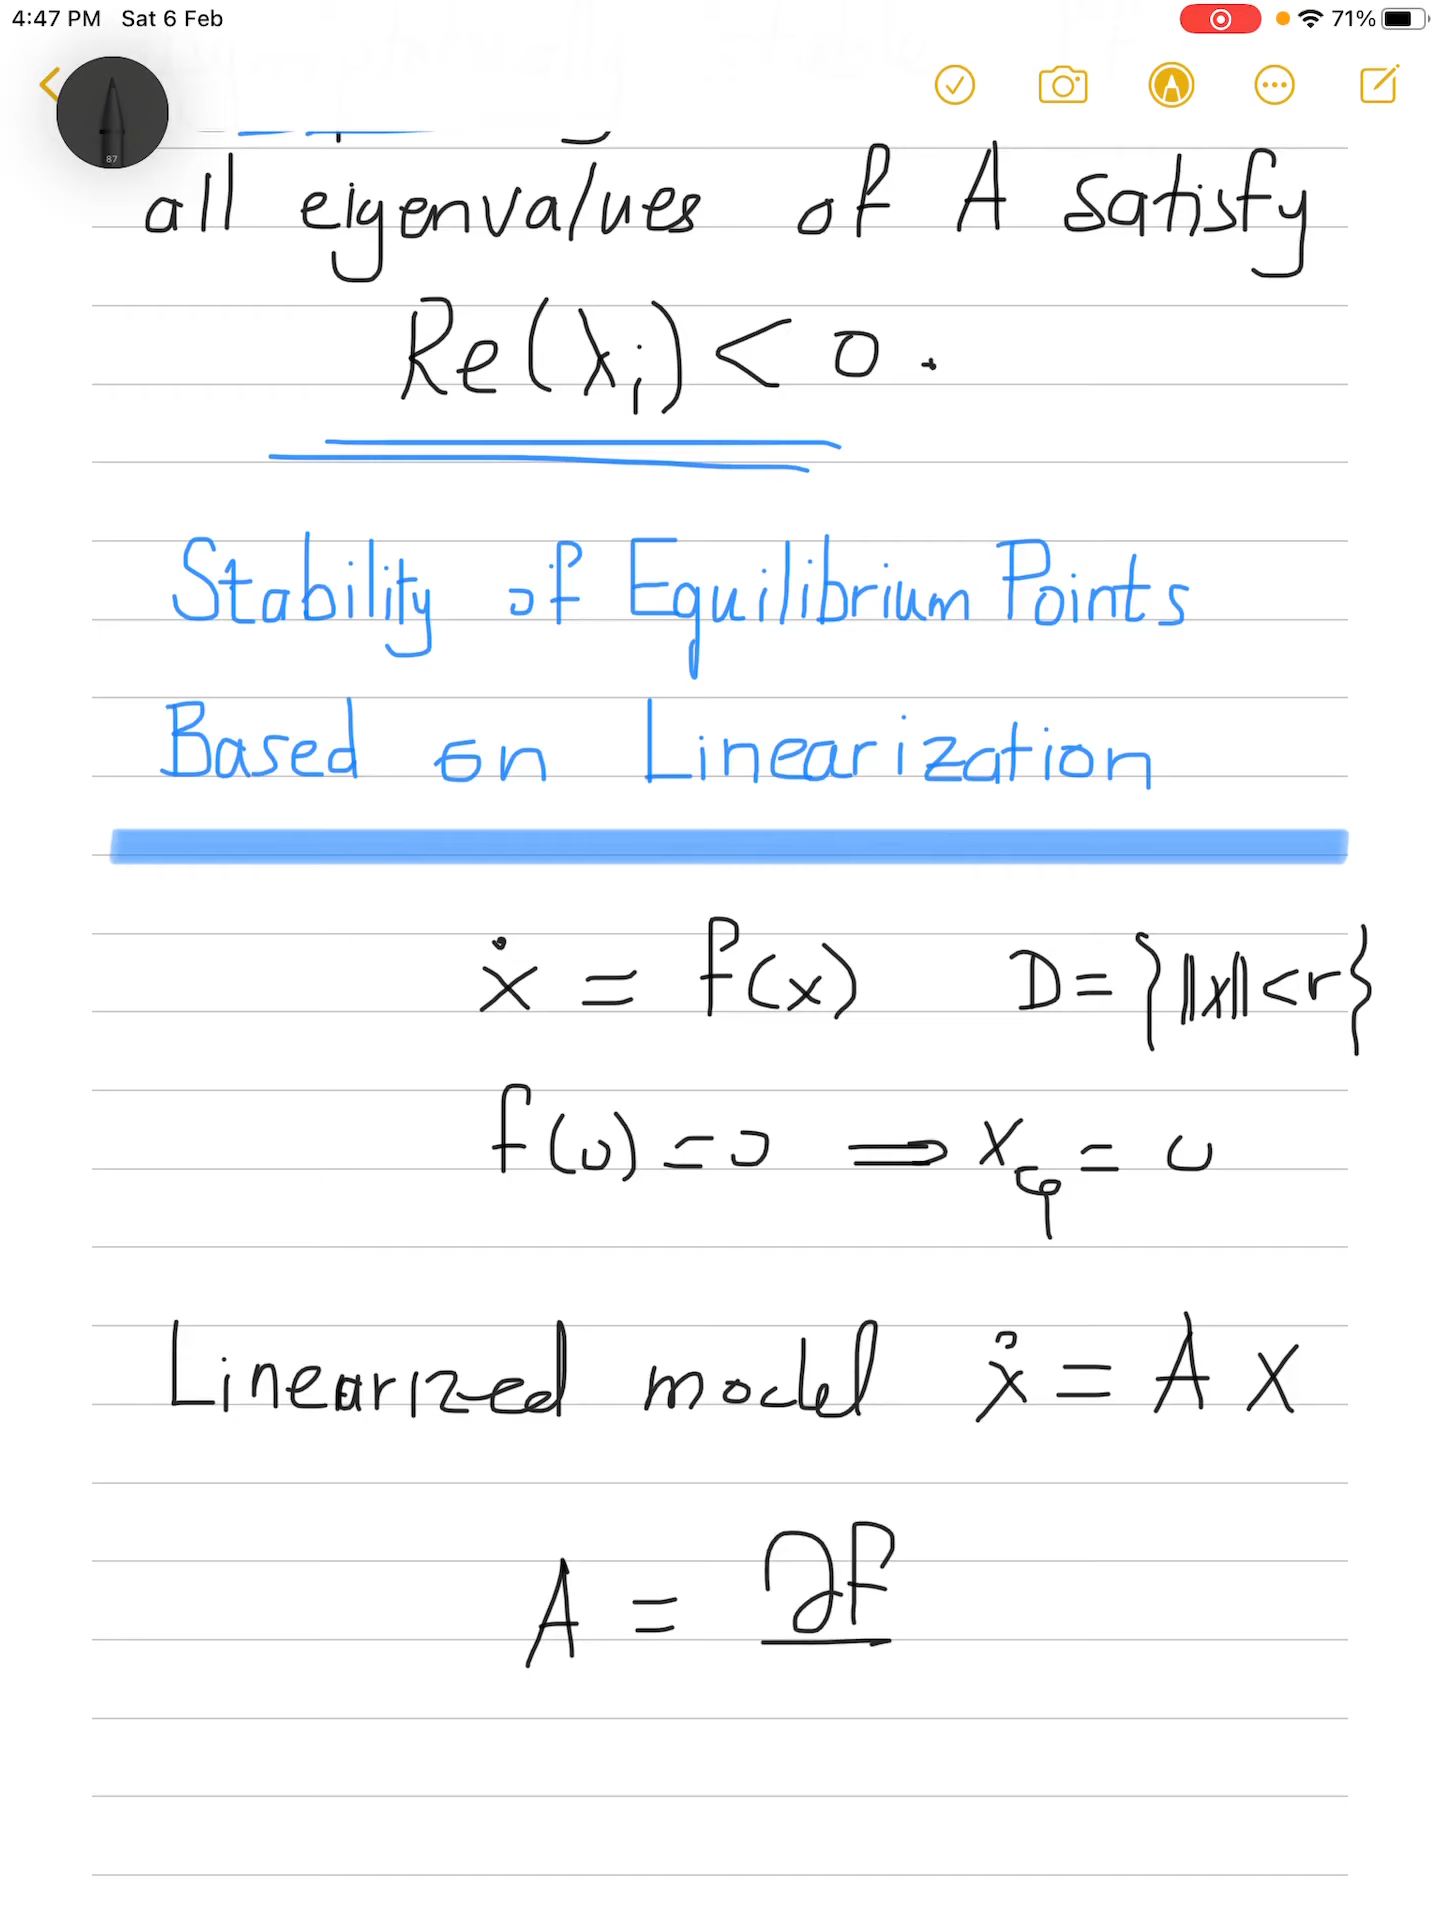 4:47 PM Sat 6 Feb 71%
87
all eigenvalues of A satisfy
Re(λi) < 0.
Stability of Equilibrium Points
Based on Linearization
ẋ = f(x) D = {||x|| < r}
f(0) = 0 ⟹ xeq = 0
Linearized model ẋ = A x
A = ∂f